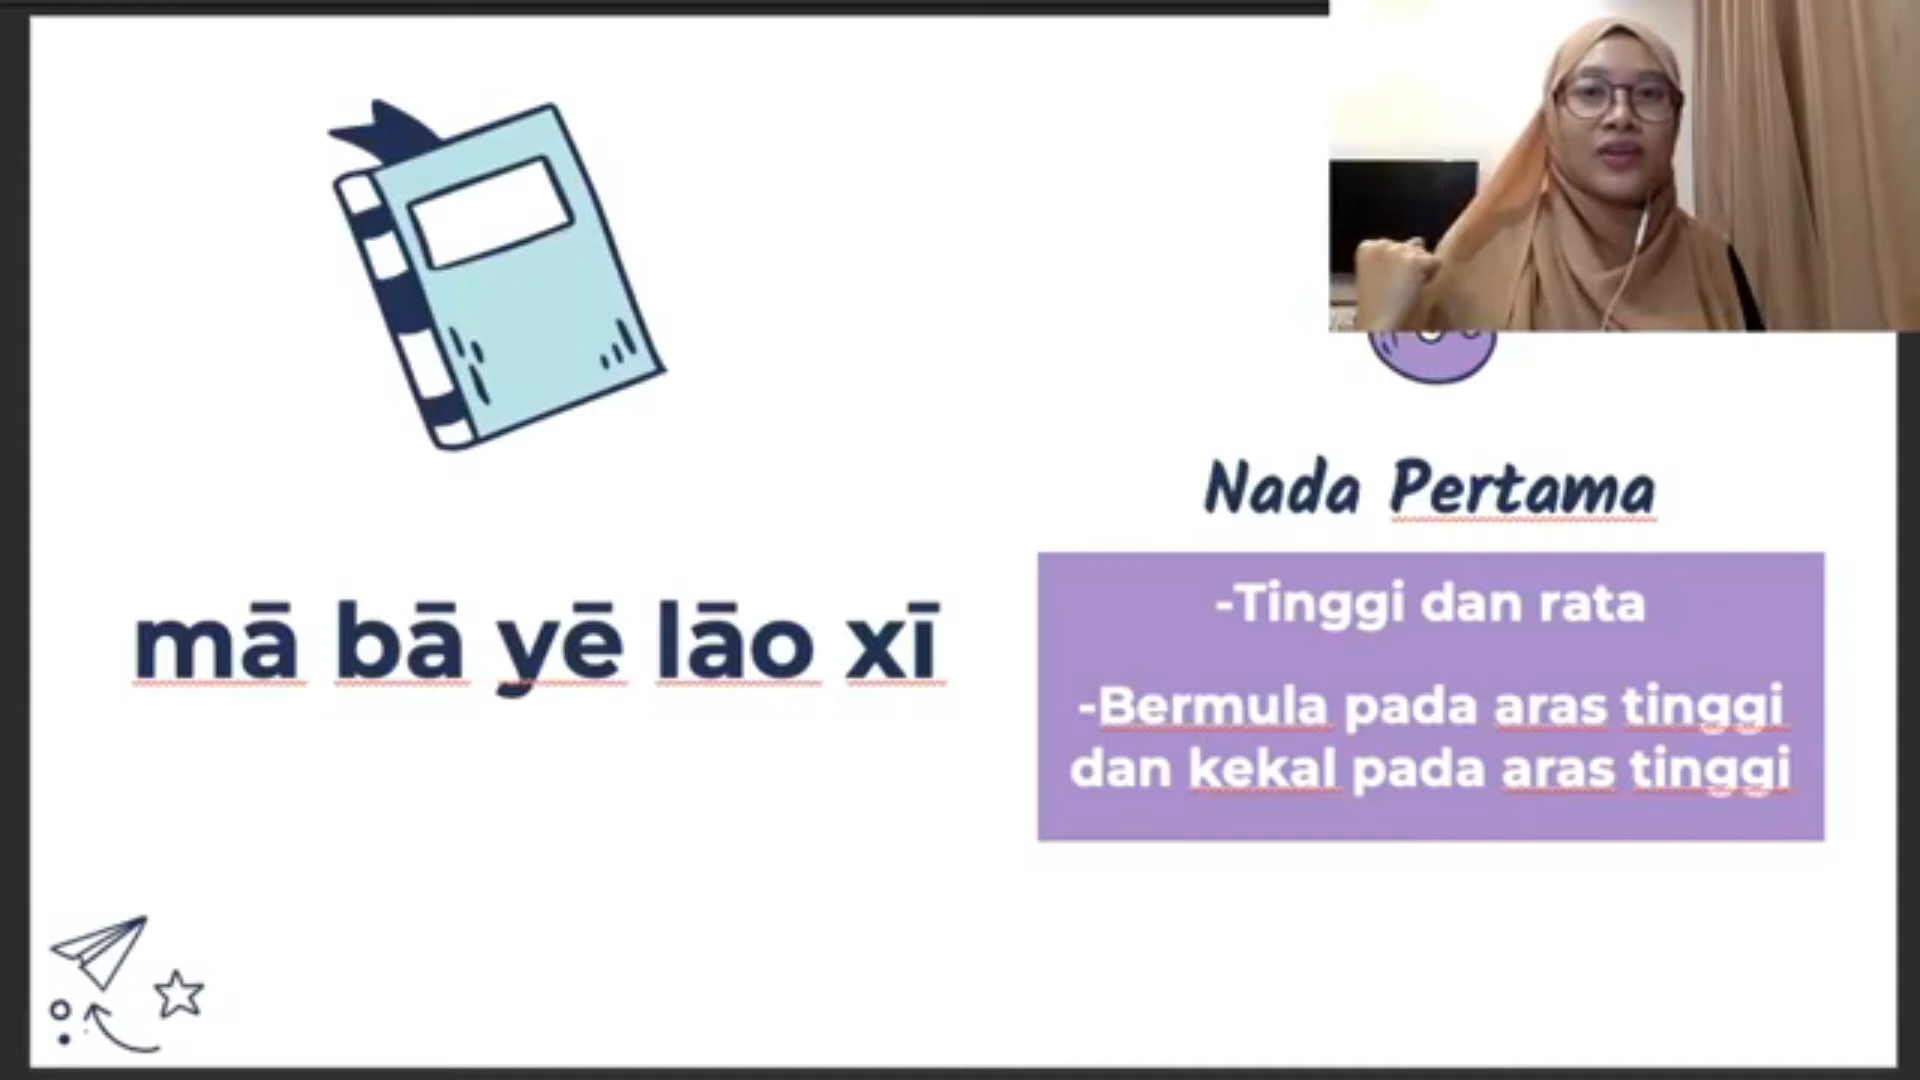 mā bā yē lāo xī
Nada Pertama
-Tinggi dan rata
-Bermula pada aras tinggi
dan kekal pada aras tinggi